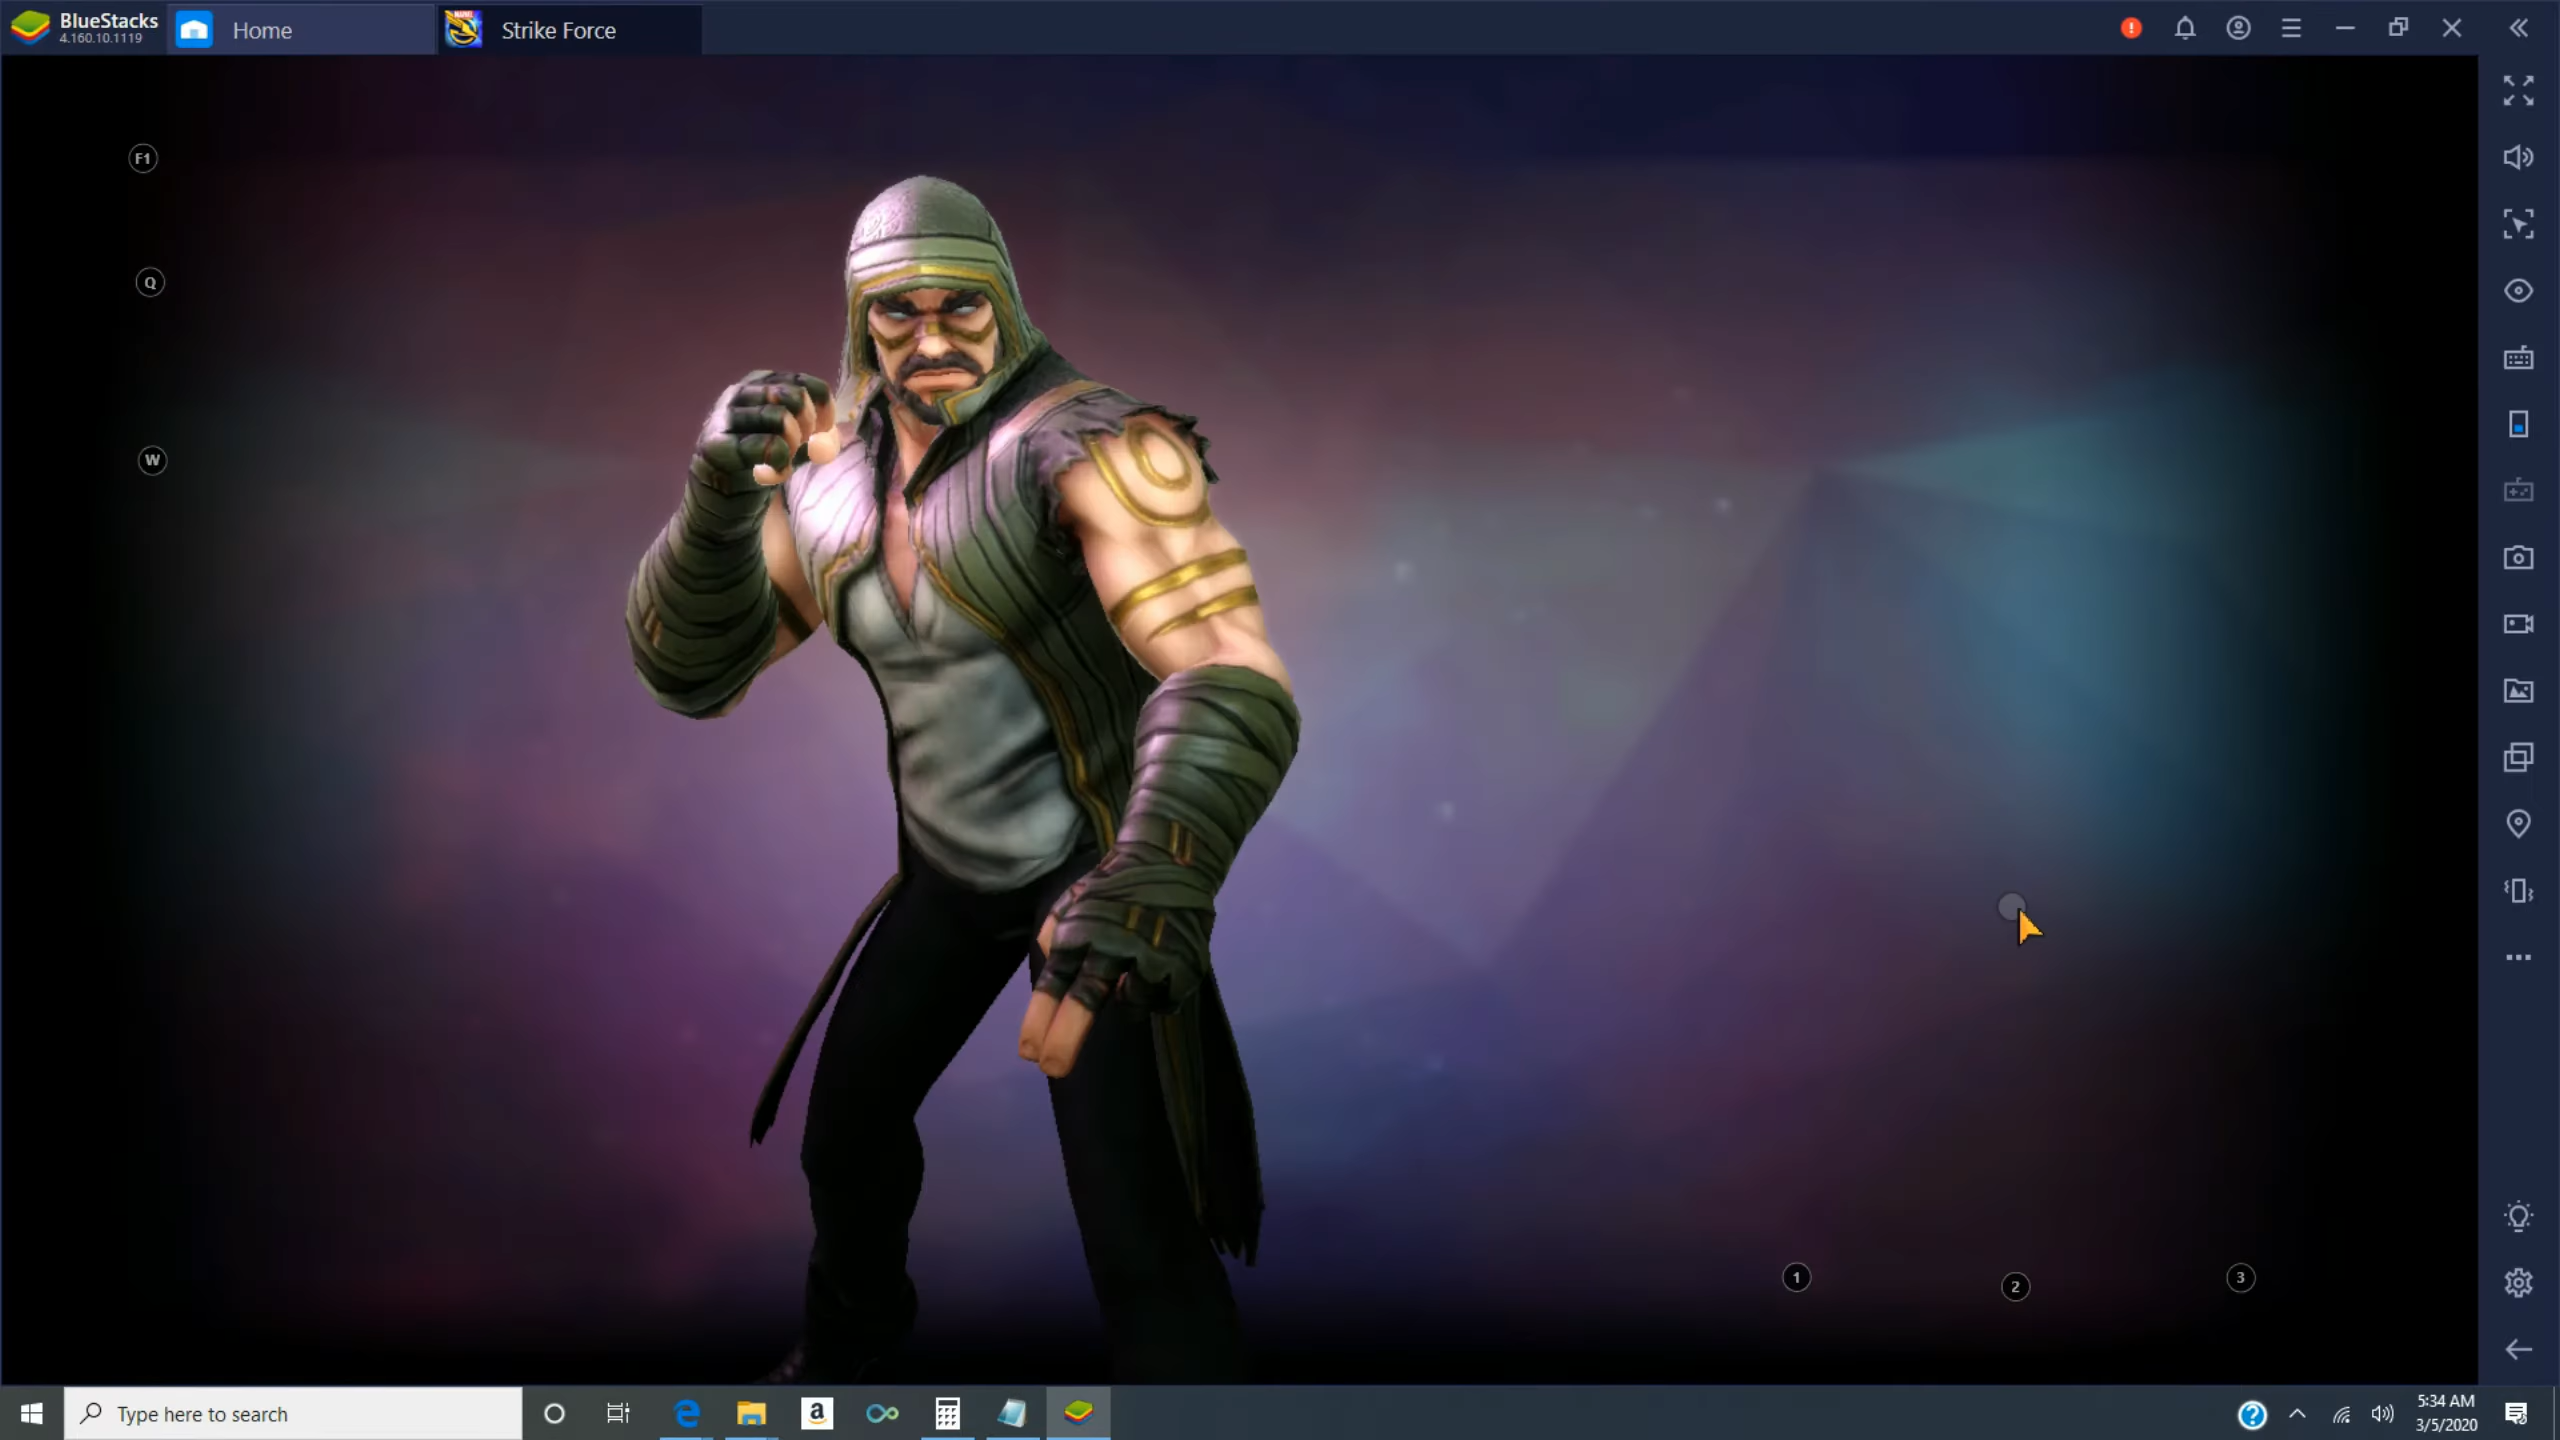 BlueStacks
4.160.10.1119
Home
MARVEL
Strike Force
F1
Q
W
1
2
3
Type here to search
a
5:34 AM
3/5/2020